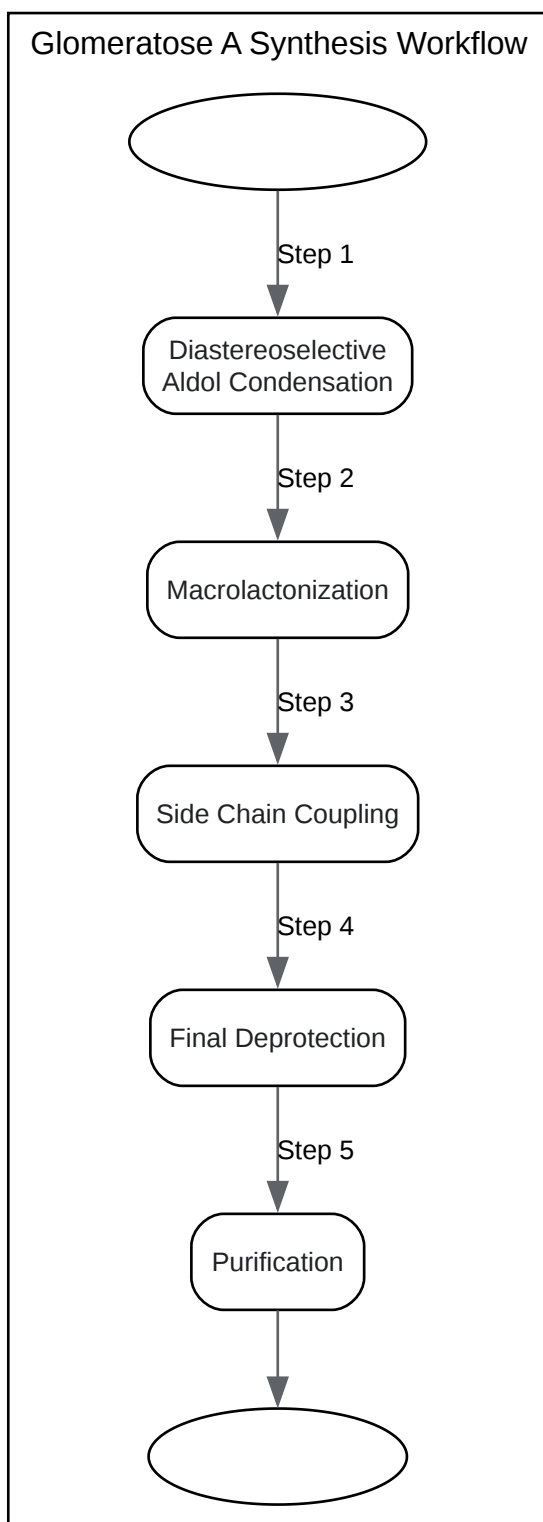 Glomeratose A Synthesis Workflow
Step 1
Diastereoselective
Aldol Condensation
Step 2
Macrolactonization
Step 3
Side Chain Coupling
Step 4
Final Deprotection
Step 5
Purification